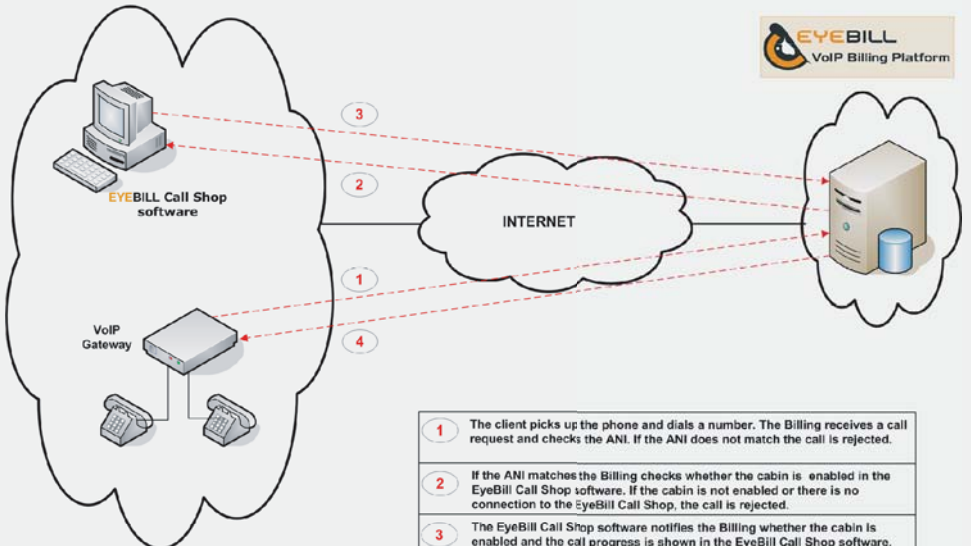 EYEBILL
VoIP Billing Platform
3
EYEBILL Call Shop
software
2
INTERNET
1
VoIP
Gateway
4
1 The client picks up the phone and dials a number. The Billing receives a call
request and checks the ANI. If the ANI does not match the call is rejected.
2 If the ANI matches the Billing checks whether the cabin is enabled in the
EyeBill Call Shop software. If the cabin is not enabled or there is no
connection to the EyeBill Call Shop, the call is rejected.
3 The EyeBill Call Shop software notifies the Billing whether the cabin is
enabled and the call progress is shown in the EyeBill Call Shop software.